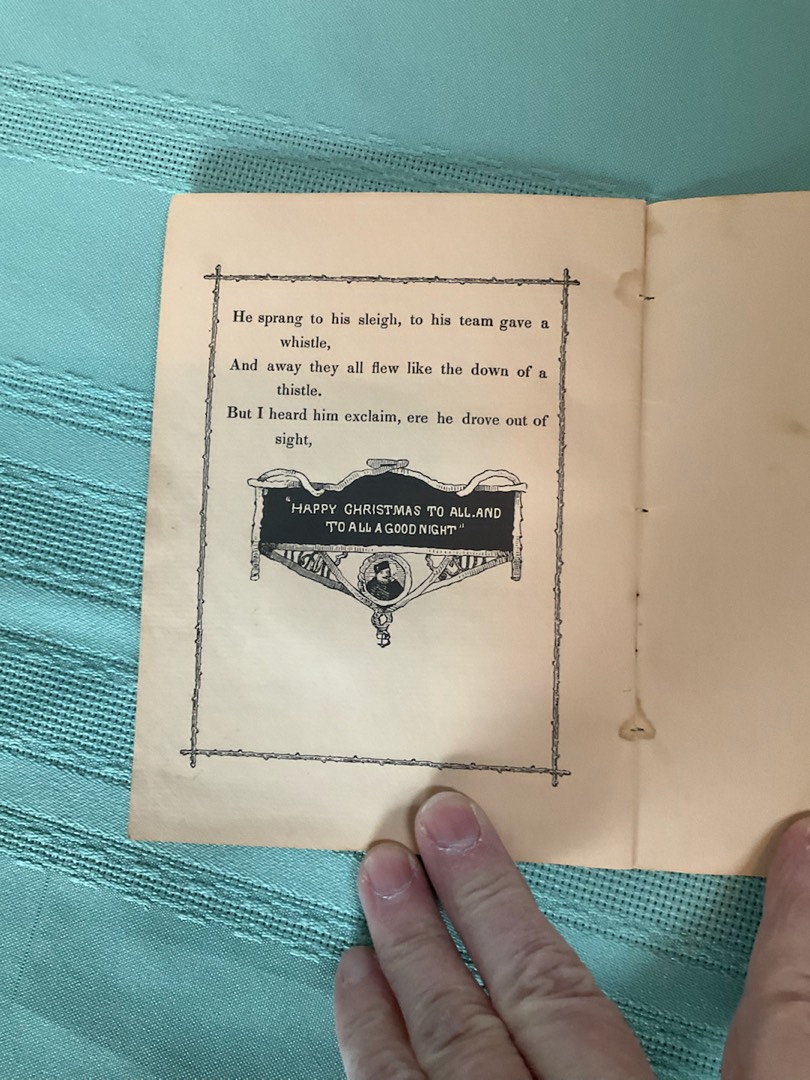 He sprang to his sleigh, to his team gave a
whistle,
And away they all flew like the down of a
thistle.
But I heard him exclaim, ere he drove out of
sight,
"HAPPY CHRISTMAS TO ALL.AND
TO ALL A GOOD NIGHT"